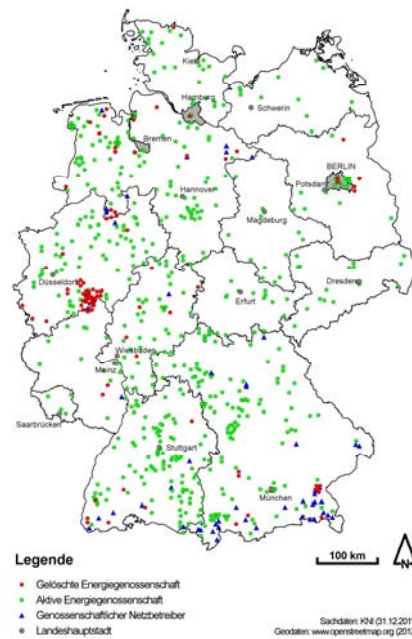 Kiel
Hamburg
Schwerin
Bremen
BERLIN
Potsdam
Hannover
Magdeburg
Düsseldorf
Erfurt
Dresden
Wiesbaden
Mainz
Saarbrücken
Stuttgart
München
Legende
Gelöschte Energiegenossenschaft
Aktive Energiegenossenschaft
Genossenschaftlicher Netzbetreiber
Landeshauptstadt
100 km
N
Sachdaten: KNI
Geodaten: www.openstreetmap.org